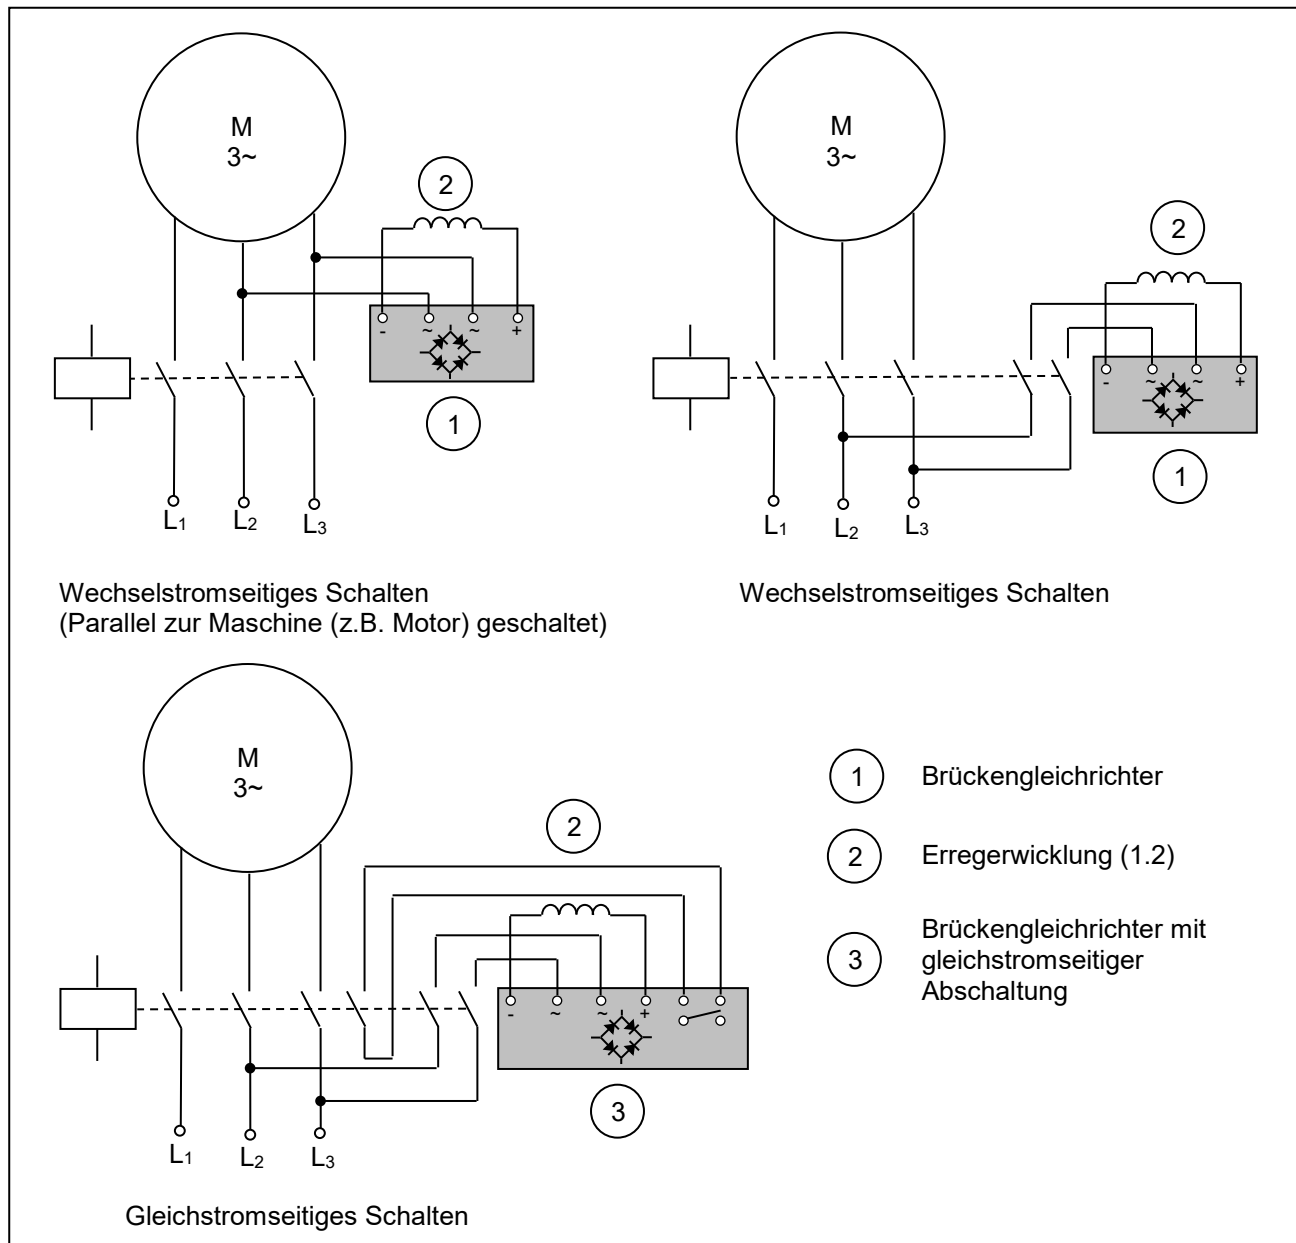 M
3~
2
- ~ ~ +
1
L1 L2 L3
Wechselstromseitiges Schalten
(Parallel zur Maschine (z.B. Motor) geschaltet)
M
3~
2
- ~ ~ +
1
L1 L2 L3
Wechselstromseitiges Schalten
M
3~
2
- ~ ~ +
3
L1 L2 L3
Gleichstromseitiges Schalten
1 Brückengleichrichter
2 Erregerwicklung (1.2)
3 Brückengleichrichter mit
gleichstromseitiger
Abschaltung